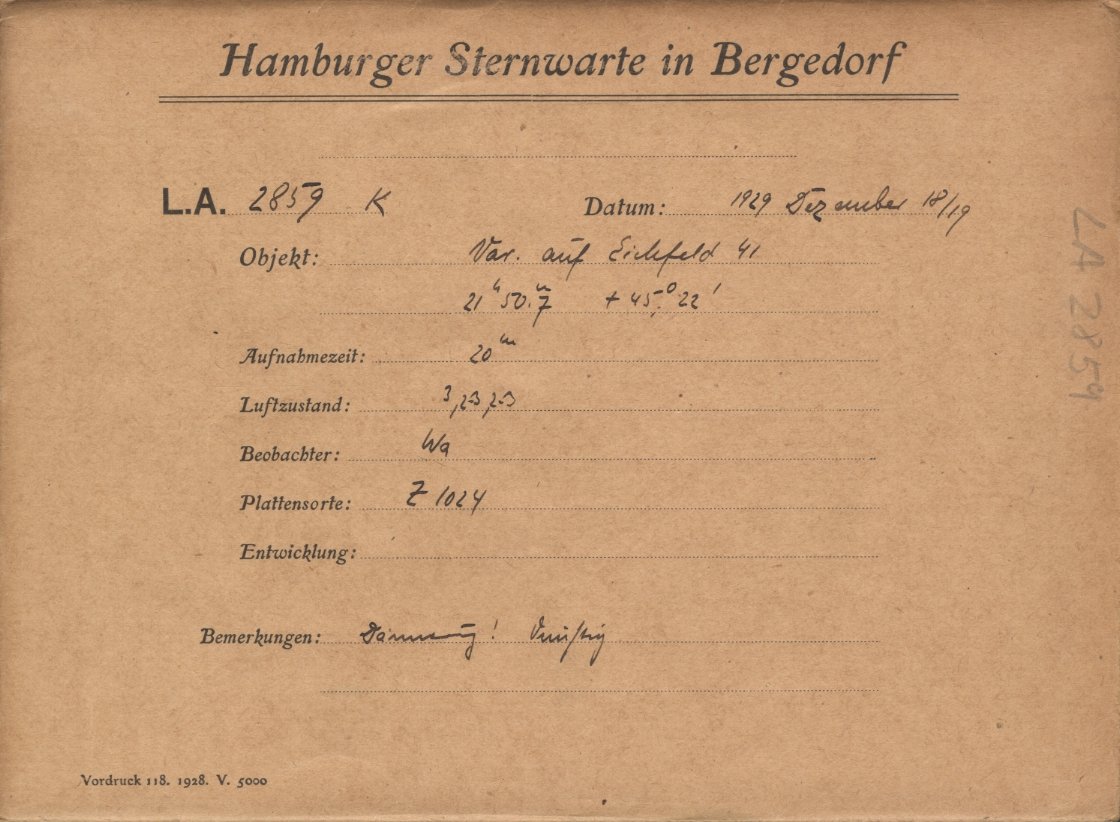 Hamburger Sternwarte in Bergedorf
L.A. 2859 K
Datum: 1929 Dezember 18/19
Objekt: Var. auf Eichfeld 41
21ʰ 50.ᵐ7 + 45.° 22'
Aufnahmezeit: 20ᵐ
Luftzustand: 3, 2-3, 2-3
Beobachter: Wa
Plattensorte: Z 1024
Entwicklung:
Bemerkungen: Dämmerung! Dunstig
Vordruck 118. 1928. V. 5000
LA 2859